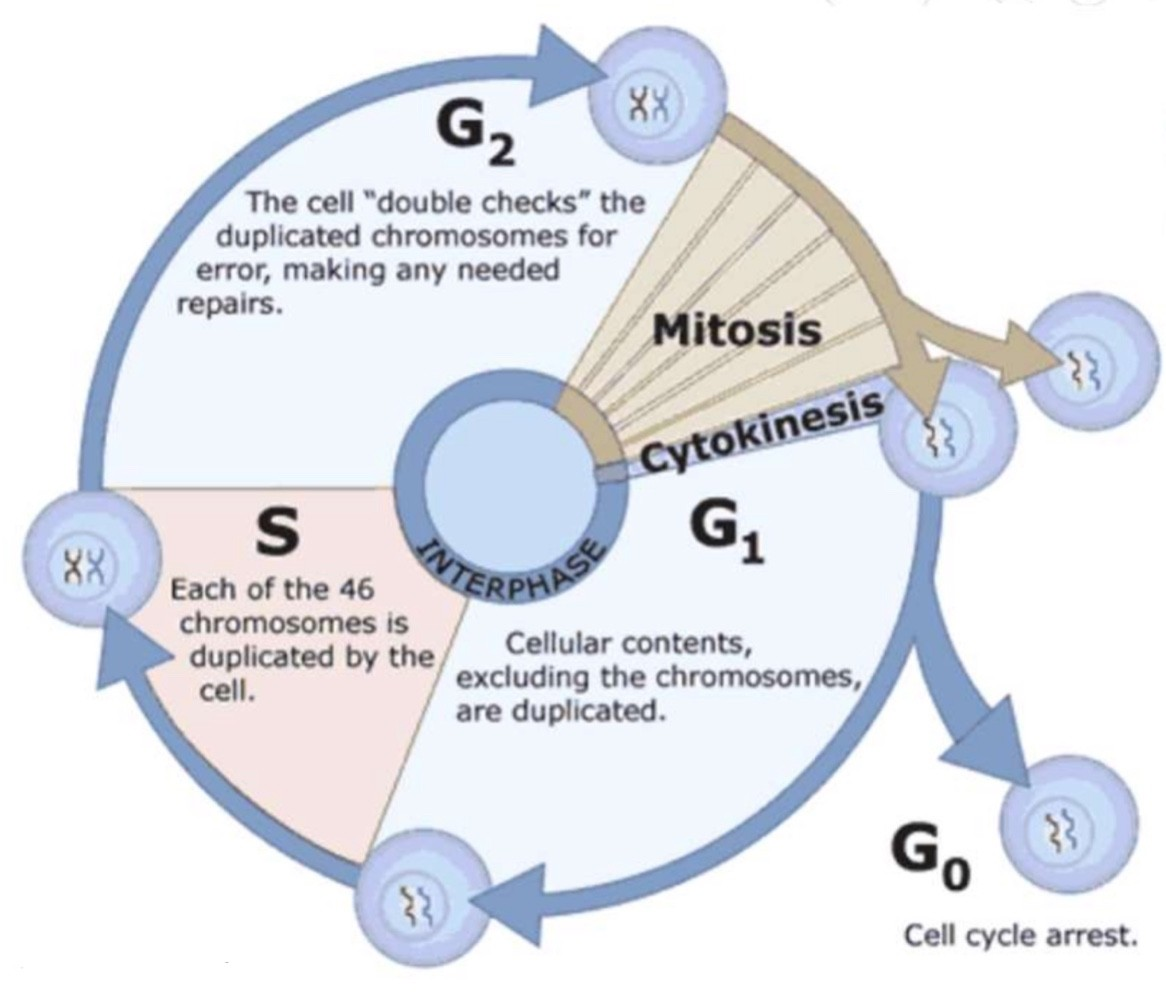 G2
The cell “double checks” the
duplicated chromosomes for
error, making any needed
repairs.
Mitosis
Cytokinesis
S
Each of the 46
chromosomes is
duplicated by the
cell.
INTERPHASE
G1
Cellular contents,
excluding the chromosomes,
are duplicated.
G0
Cell cycle arrest.